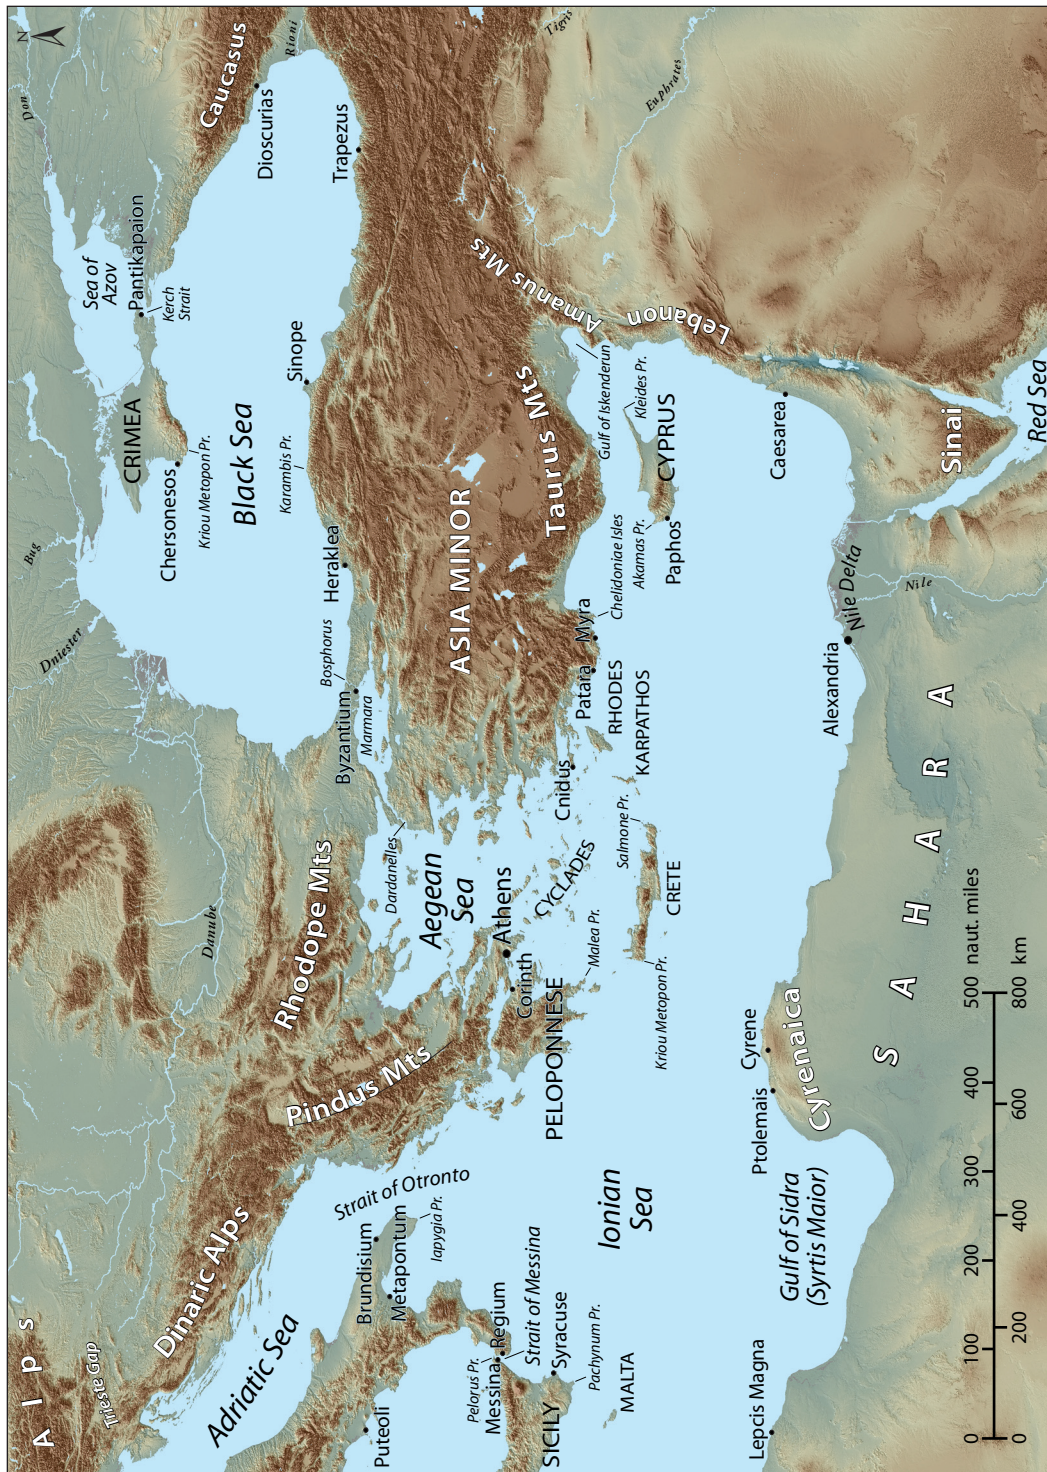 Alps
Trieste Gap
Dniester
Bug
Don
N
Dinaric Alps
Danube
CRIMEA
Sea of
Azov
Pantikapaion
Kerch
Strait
Chersonesos
Kriou Metopon Pr.
Caucasus
Dioscurias
Rioni
Adriatic Sea
Rhodope Mts
Black Sea
Karambis Pr.
Sinope
Pindus Mts
Bosphorus
Heraklea
Trapezus
Puteoli
Brundisium
Strait of Otronto
Byzantium
Marmara
Metapontum
Iapygia Pr.
Dardanelles
Aegean
Sea
ASIA MINOR
Pelorus Pr.
Messina
Regium
Strait of Messina
Athens
Corinth
Amanus Mts
Tigris
SICILY
Syracuse
Pachynum Pr.
PELOPONNESE
CYCLADES
Cnidus
Taurus Mts
Malea Pr.
Patara
Myra
Chelidoniae Isles
Gulf of Iskenderun
MALTA
Ionian
Sea
RHODES
KARPATHOS
Salmone Pr.
Akamas Pr.
Kleides Pr.
CYPRUS
Paphos
Lebanon
Euphrates
CRETE
Kriou Metopon Pr.
Lepcis Magna
Gulf of Sidra
(Syrtis Maior)
Ptolemais
Cyrene
Cyrenaica
Alexandria
Nile Delta
Caesarea
Nile
SAHARA
Sinai
Red Sea
0 100 200 300 400 500 naut. miles
0 200 400 600 800 km